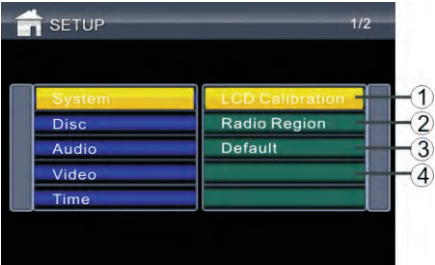 SETUP 1/2
System LCD Calibration 1
Disc Radio Region 2
Audio Default 3
Video 4
Time